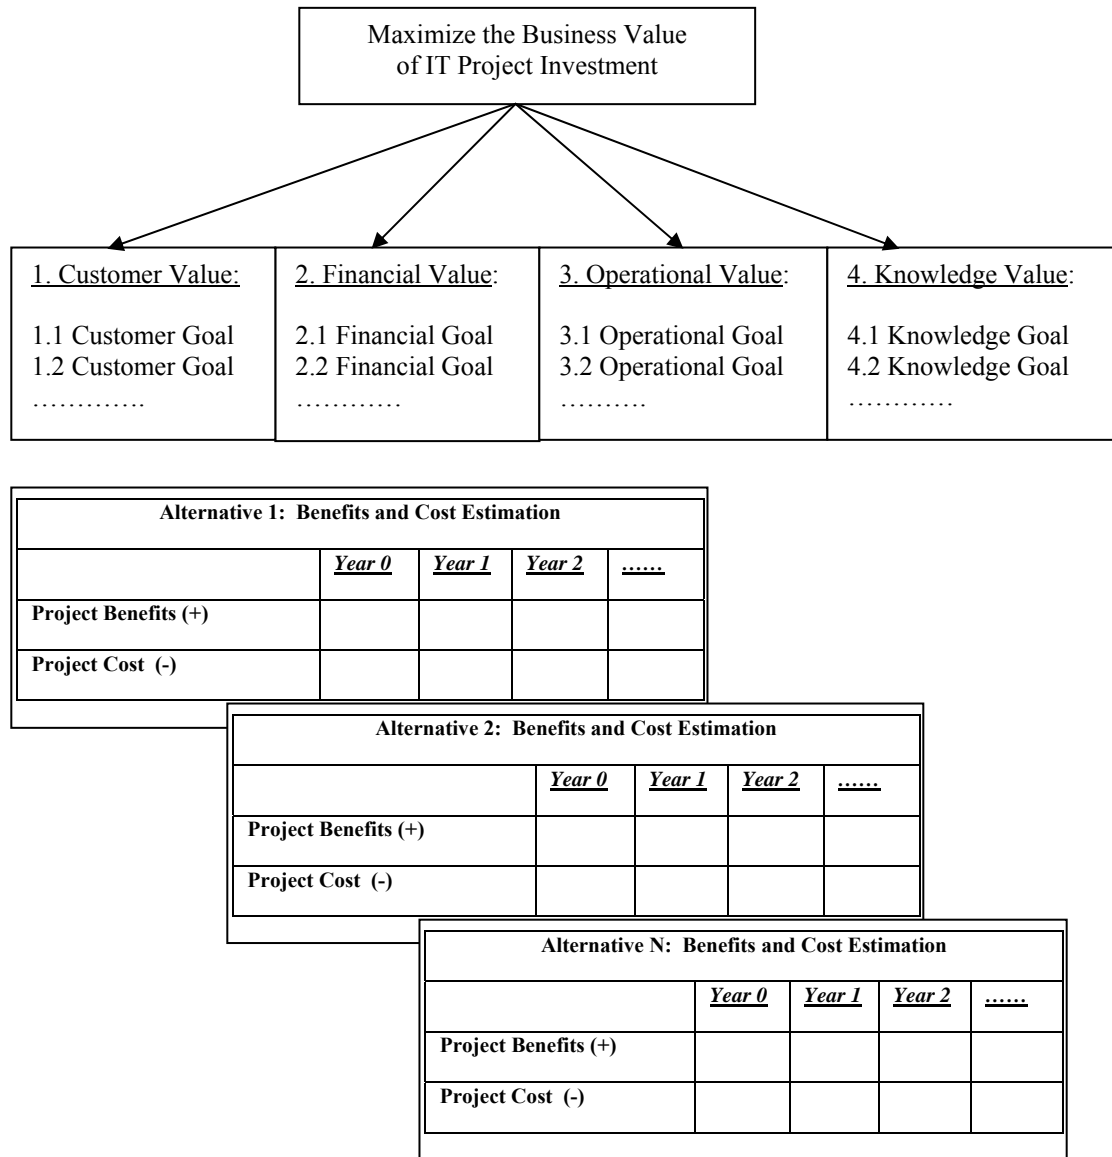 Maximize the Business Value
of IT Project Investment
1. Customer Value:
1.1 Customer Goal
1.2 Customer Goal
………….
2. Financial Value:
2.1 Financial Goal
2.2 Financial Goal
…………
3. Operational Value:
3.1 Operational Goal
3.2 Operational Goal
……….
4. Knowledge Value:
4.1 Knowledge Goal
4.2 Knowledge Goal
…………
Alternative 1: Benefits and Cost Estimation
Year 0 Year 1 Year 2 ……
Project Benefits (+)
Project Cost (-)
Alternative 2: Benefits and Cost Estimation
Year 0 Year 1 Year 2 ……
Project Benefits (+)
Project Cost (-)
Alternative N: Benefits and Cost Estimation
Year 0 Year 1 Year 2 ……
Project Benefits (+)
Project Cost (-)